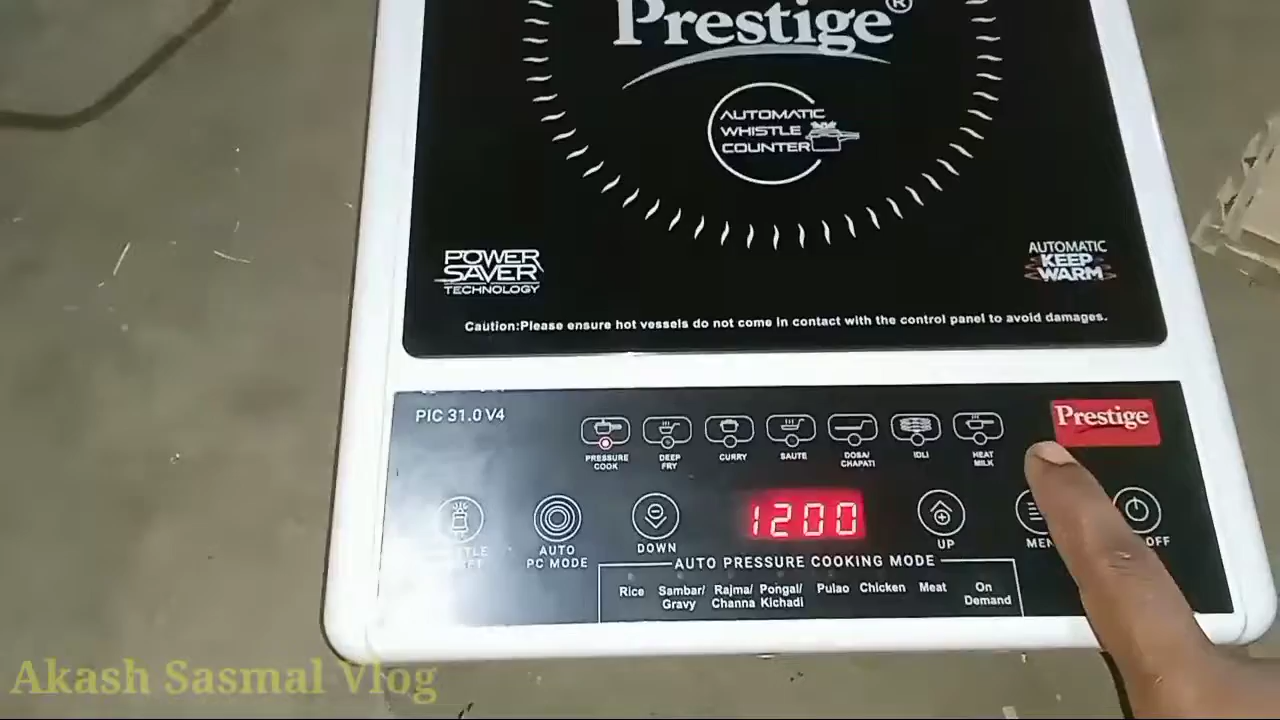 Prestige®
AUTOMATIC
WHISTLE
COUNTER
POWER
SAVER
TECHNOLOGY
AUTOMATIC
KEEP
WARM
Caution:Please ensure hot vessels do not come in contact with the control panel to avoid damages.
PIC 31.0 V4
Prestige
PRESSURE
COOK
DEEP
FRY
CURRY
SAUTE
DOSA/
CHAPATI
IDLI
HEAT
MILK
1200
AUTO
PC MODE
DOWN
UP
MEN
OFF
AUTO PRESSURE COOKING MODE
Rice
Sambar/
Gravy
Rajma/
Channa
Pongal/
Kichadi
Pulao
Chicken
Meat
On
Demand
Akash Sasmal Vlog